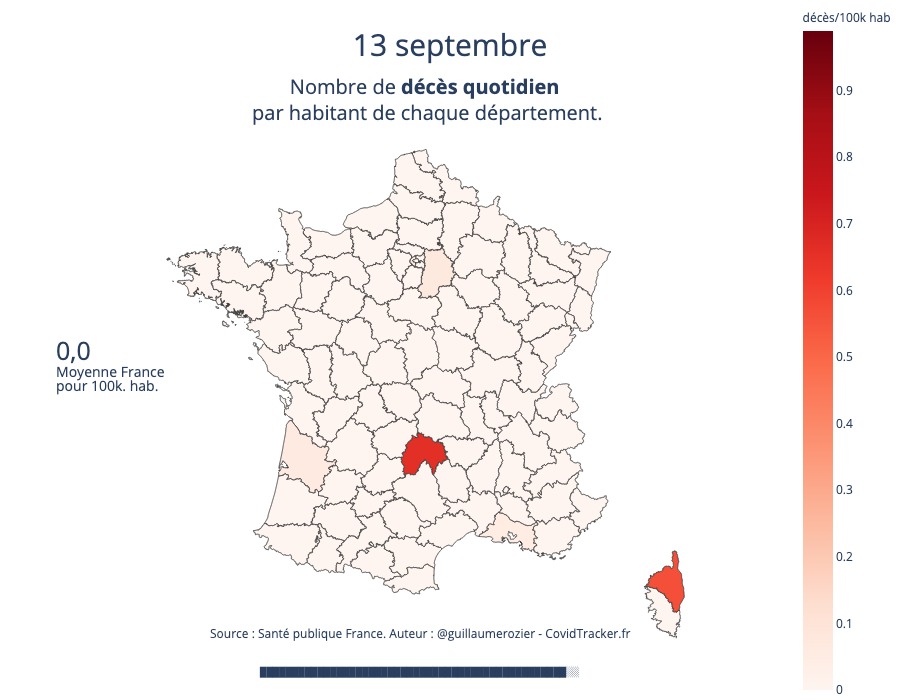 décès/100k hab
13 septembre
Nombre de décès quotidien
par habitant de chaque département.
0.9
0.8
0.7
0.6
0.5
0.4
0.3
0.2
0.1
0
0,0
Moyenne France
pour 100k. hab.
Source : Santé publique France. Auteur : @guillaumerozier - CovidTracker.fr